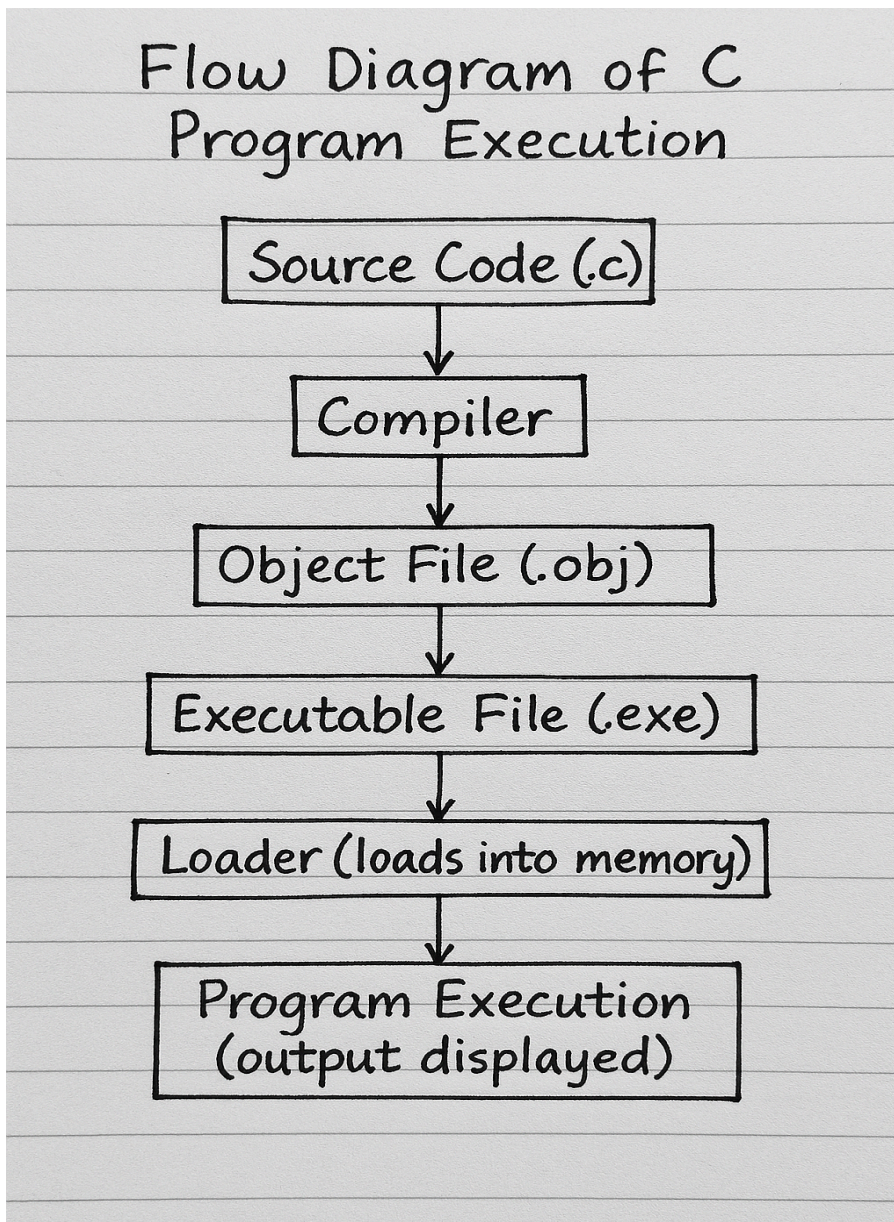 Flow Diagram of C
Program Execution
Source Code (.c)
Compiler
Object File (.obj)
Executable File (.exe)
Loader (loads into memory)
Program Execution
(output displayed)